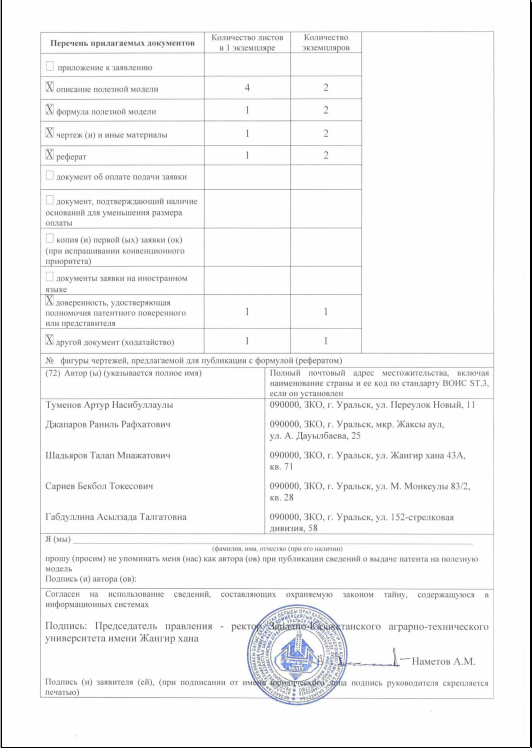 Перечень прилагаемых документов
Количество листов в 1 экземпляре
Количество экземпляров
приложение к заявлению
X описание полезной модели 4 2
X формула полезной модели 1 2
X чертеж (и) и иные материалы 1 2
X реферат 1 2
документ об оплате подачи заявки
документ, подтверждающий наличие
оснований для уменьшения размера
оплаты
копия (и) первой (ых) заявки (ок)
(при испрашивании конвенционного
приоритета)
документы заявки на иностранном
языке
X доверенность, удостверяющая
полномочия патентного поверенного
или представителя 1 1
X другой документ (ходатайство) 1 1
№ фигуры чертежей, предлагаемой для публикации с формулой (рефератом)
(72) Автор (ы) (указывается полное имя)
Полный почтовый адрес местожительства, включая
наименование страны и ее код по стандарту ВОИС ST.3,
если он установлен
Туменов Артур Насибуллаулы 090000, ЗКО, г. Уральск, ул. Переулок Новый, 11
Джапаров Раниль Рафхатович 090000, ЗКО, г. Уральск, мкр. Жаксы аул,
ул. А. Дауылбаева, 25
Шадьяров Талап Мнажатович 090000, ЗКО, г. Уральск, ул. Жангир хана 43А,
кв. 71
Сариев Бекбол Токесович 090000, ЗКО, г. Уральск, ул. М. Монкеулы 83/2,
кв. 28
Габдуллина Асылзада Талгатовна 090000, ЗКО, г. Уральск, ул. 152-стрелковая
дивизия, 58
Я (мы)
(фамилия, имя, отчество (при его наличии)
прошу (просим) не упоминать меня (нас) как автора (ов) при публикации сведений о выдаче патента на полезную
модель
Подпись (и) автора (ов):
Согласен на использование сведений, составляющих охраняемую законом тайну, содержащуюся в
информационных системах
Подпись: Председатель правления - ректор Западно-Казахстанского аграрно-технического
университета имени Жангир хана
Наметов А.М.
Подпись (и) заявителя (ей), (при подписании от имени юридического лица подпись руководителя скрепляется
печатью)